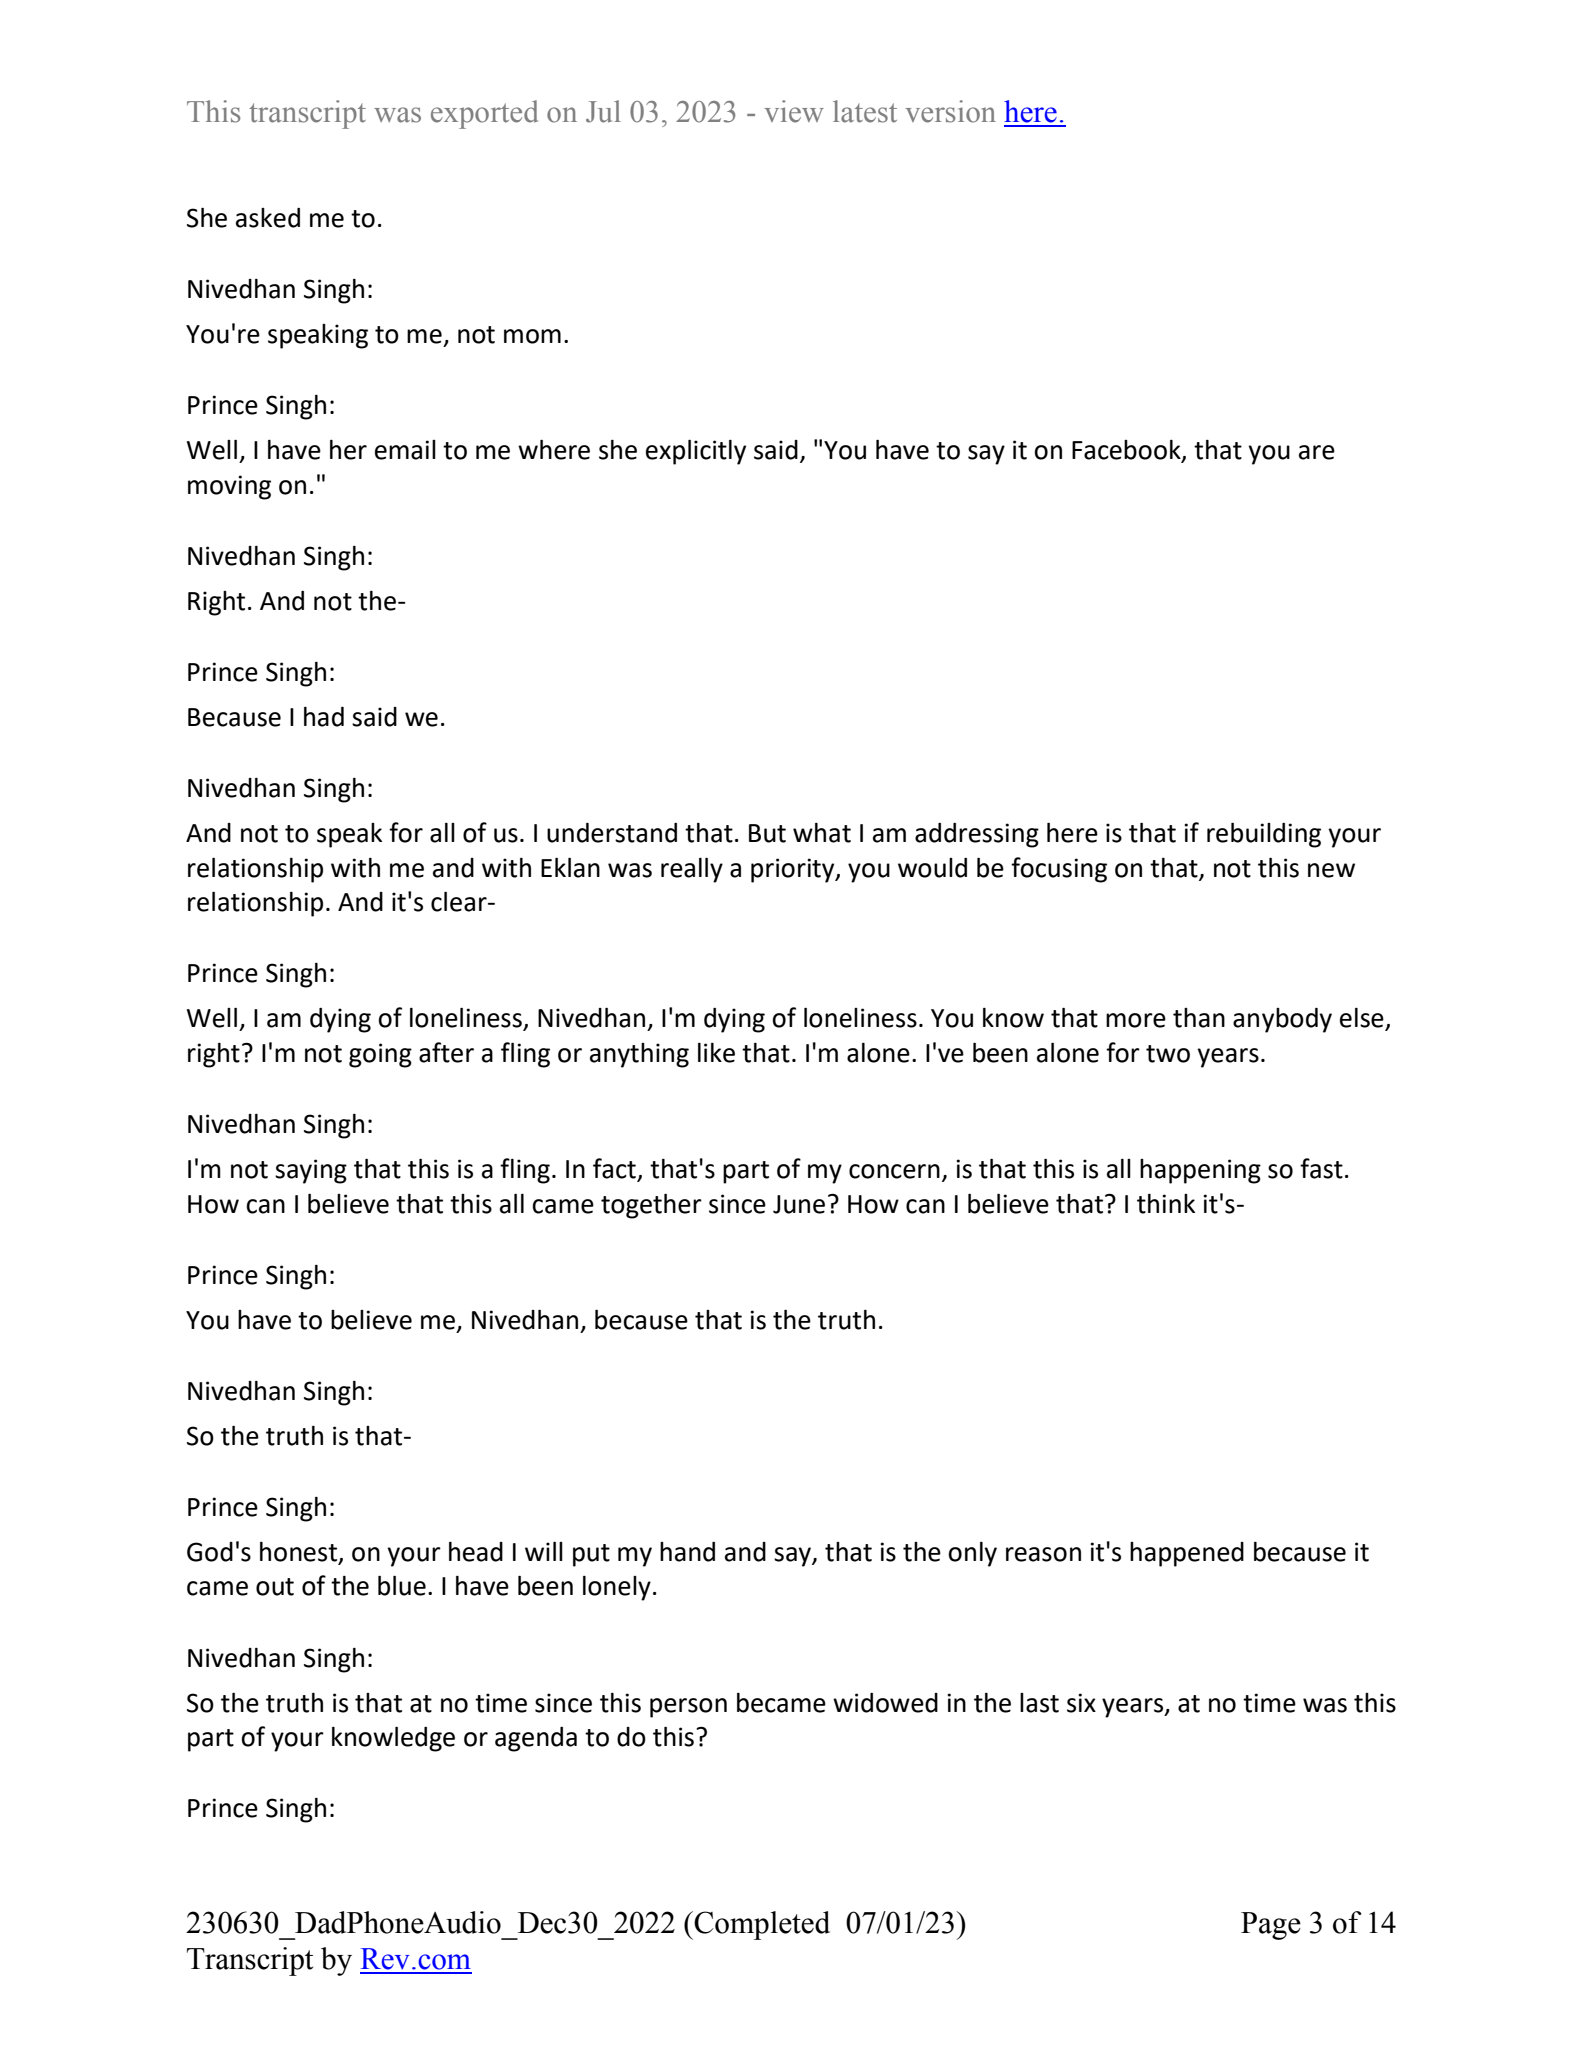 This transcript was exported on Jul 03, 2023 - view latest version here.
She asked me to.
Nivedhan Singh:
You're speaking to me, not mom.
Prince Singh:
Well, I have her email to me where she explicitly said, "You have to say it on Facebook, that you are
moving on."
Nivedhan Singh:
Right. And not the-
Prince Singh:
Because I had said we.
Nivedhan Singh:
And not to speak for all of us. I understand that. But what I am addressing here is that if rebuilding your
relationship with me and with Eklan was really a priority, you would be focusing on that, not this new
relationship. And it's clear-
Prince Singh:
Well, I am dying of loneliness, Nivedhan, I'm dying of loneliness. You know that more than anybody else,
right? I'm not going after a fling or anything like that. I'm alone. I've been alone for two years.
Nivedhan Singh:
I'm not saying that this is a fling. In fact, that's part of my concern, is that this is all happening so fast.
How can I believe that this all came together since June? How can I believe that? I think it's-
Prince Singh:
You have to believe me, Nivedhan, because that is the truth.
Nivedhan Singh:
So the truth is that-
Prince Singh:
God's honest, on your head I will put my hand and say, that is the only reason it's happened because it
came out of the blue. I have been lonely.
Nivedhan Singh:
So the truth is that at no time since this person became widowed in the last six years, at no time was this
part of your knowledge or agenda to do this?
Prince Singh:
230630_DadPhoneAudio_Dec30_2022 (Completed 07/01/23) Page 3 of 14
Transcript by Rev.com